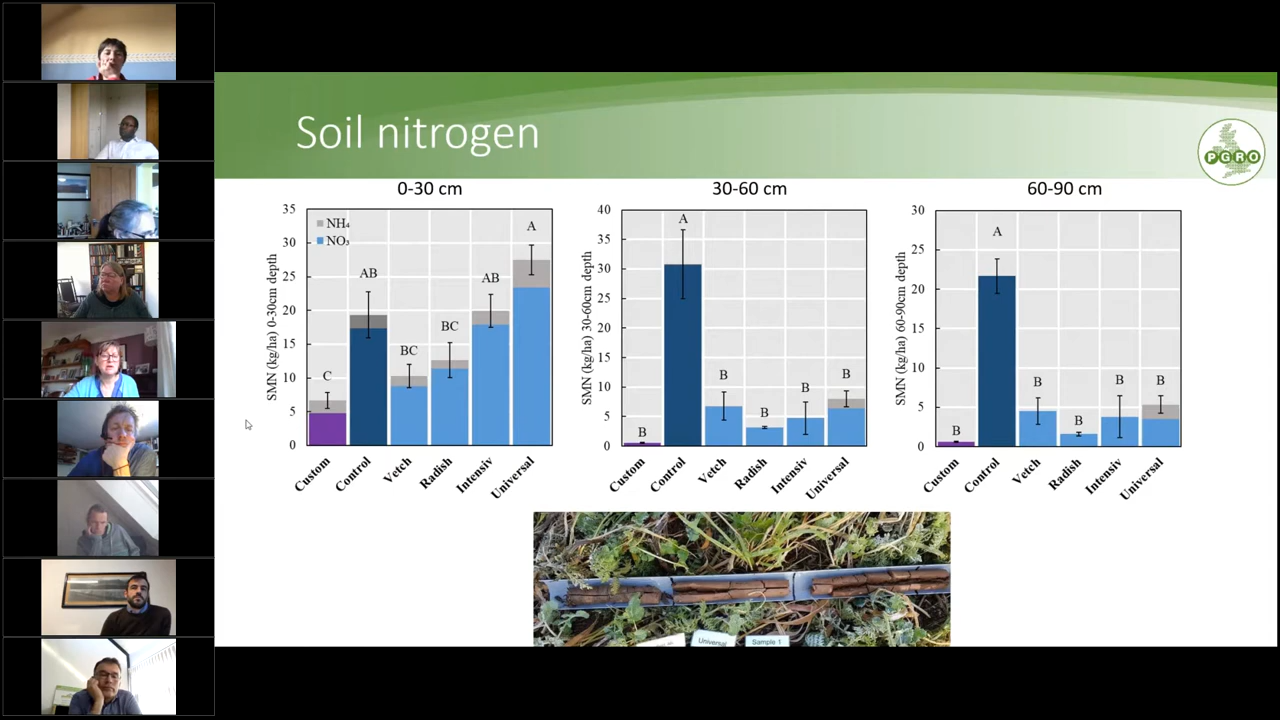 Soil nitrogen
PGRO
0-30 cm
35
30
25
20
15
10
5
0
SMN (kg/ha) 0-30cm depth
NH₄
NO₃
C
AB
BC
BC
AB
A
Custom
Control
Vetch
Radish
Intensiv
Universal
30-60 cm
40
35
30
25
20
15
10
5
0
SMN (kg/ha) 30-60cm depth
B
A
B
B
B
B
Custom
Control
Vetch
Radish
Intensiv
Universal
60-90 cm
30
25
20
15
10
5
0
SMN (kg/ha) 60-90cm depth
B
A
B
B
B
B
Custom
Control
Vetch
Radish
Intensiv
Universal
Universal
Sample 1